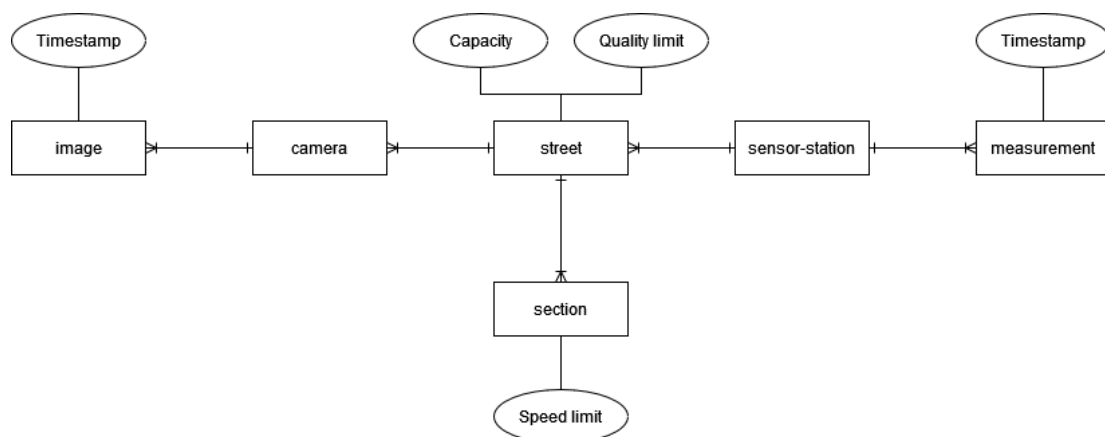 Timestamp
Capacity
Quality limit
Timestamp
image
camera
street
sensor-station
measurement
section
Speed limit